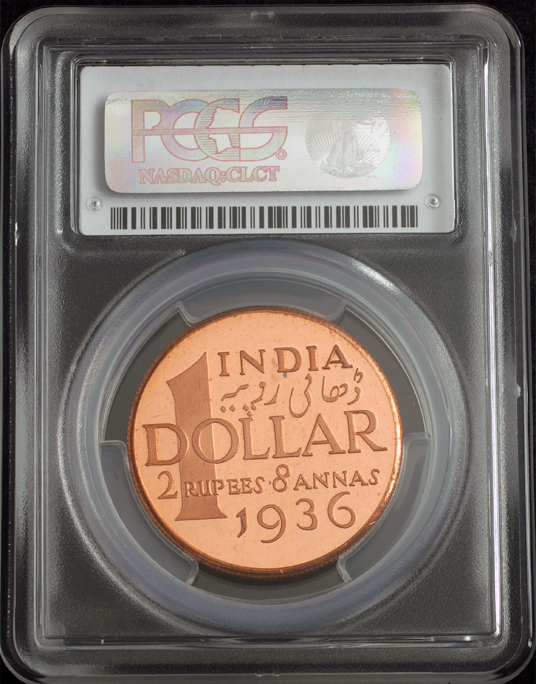 PCGS
NASDAQ:CLCT
INDIA
ڈھائی روپیہ
1 DOLLAR
2 RUPEES·8 ANNAS
1936